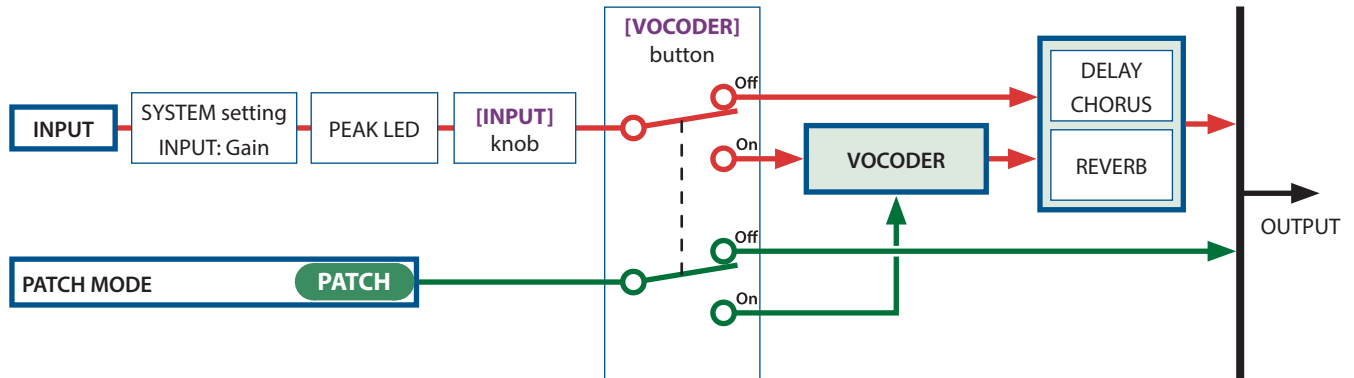 [VOCODER]
button
Off
DELAY
CHORUS
INPUT
SYSTEM setting
INPUT: Gain
PEAK LED
[INPUT]
knob
On
VOCODER
REVERB
OUTPUT
Off
PATCH MODE
PATCH
On